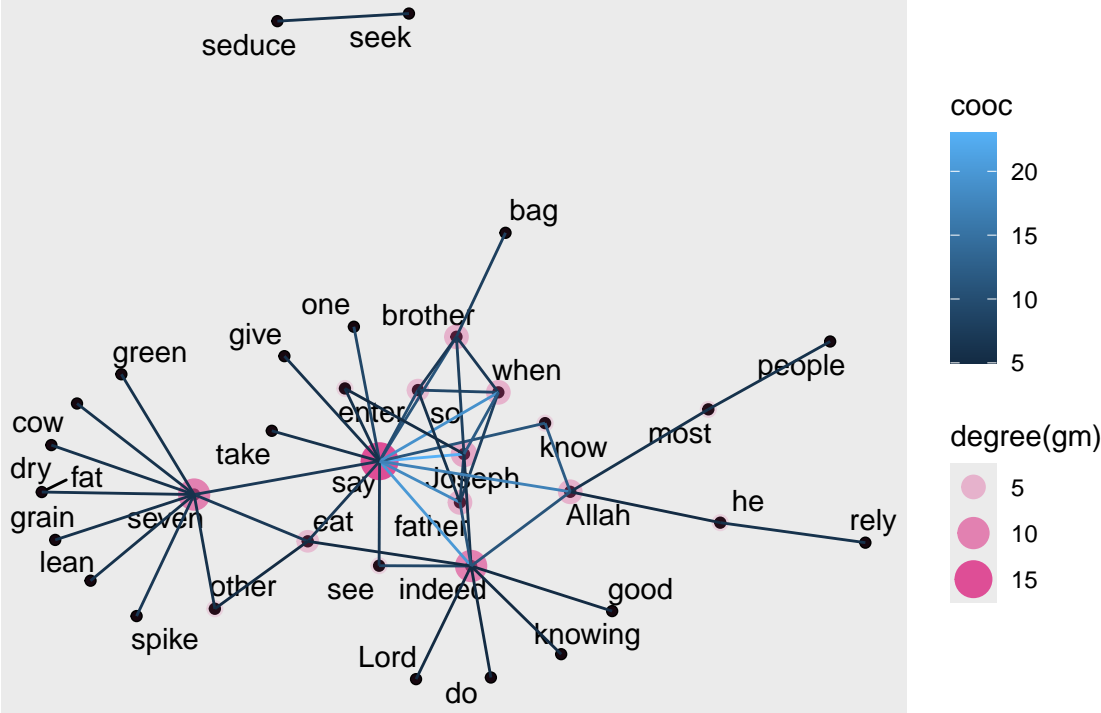 seduce
seek
bag
one
brother
give
green
when
people
enter
so
cow
know
most
take
dry
fat
say
Joseph
he
grain
seven
eat
father
Allah
rely
lean
other
see
indeed
good
spike
knowing
Lord
do
cooc
20
15
10
5
degree(gm)
5
10
15